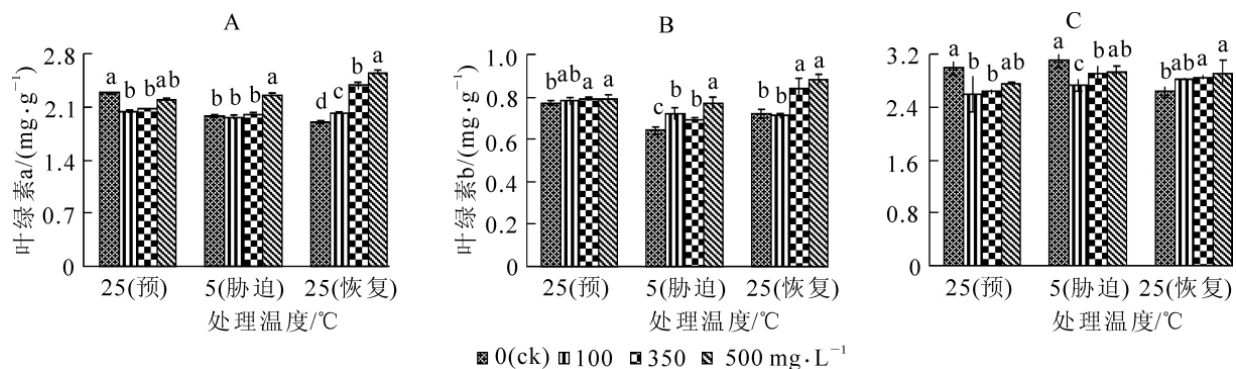 A
叶绿素a/(mg·g⁻¹)
2.8
2.1
1.4
0.7
0
a b b ab
b b b a
d c b a
25(预) 5(胁迫) 25(恢复)
处理温度/℃
B
叶绿素b/(mg·g⁻¹)
1.0
0.8
0.6
0.4
0.2
0
b ab a a
c b b a
b b a a
25(预) 5(胁迫) 25(恢复)
处理温度/℃
C
3.2
2.4
1.6
0.8
0
a b b ab
a c b ab
b ab a a
25(预) 5(胁迫) 25(恢复)
处理温度/℃
0(ck) 100 350 500 mg·L⁻¹